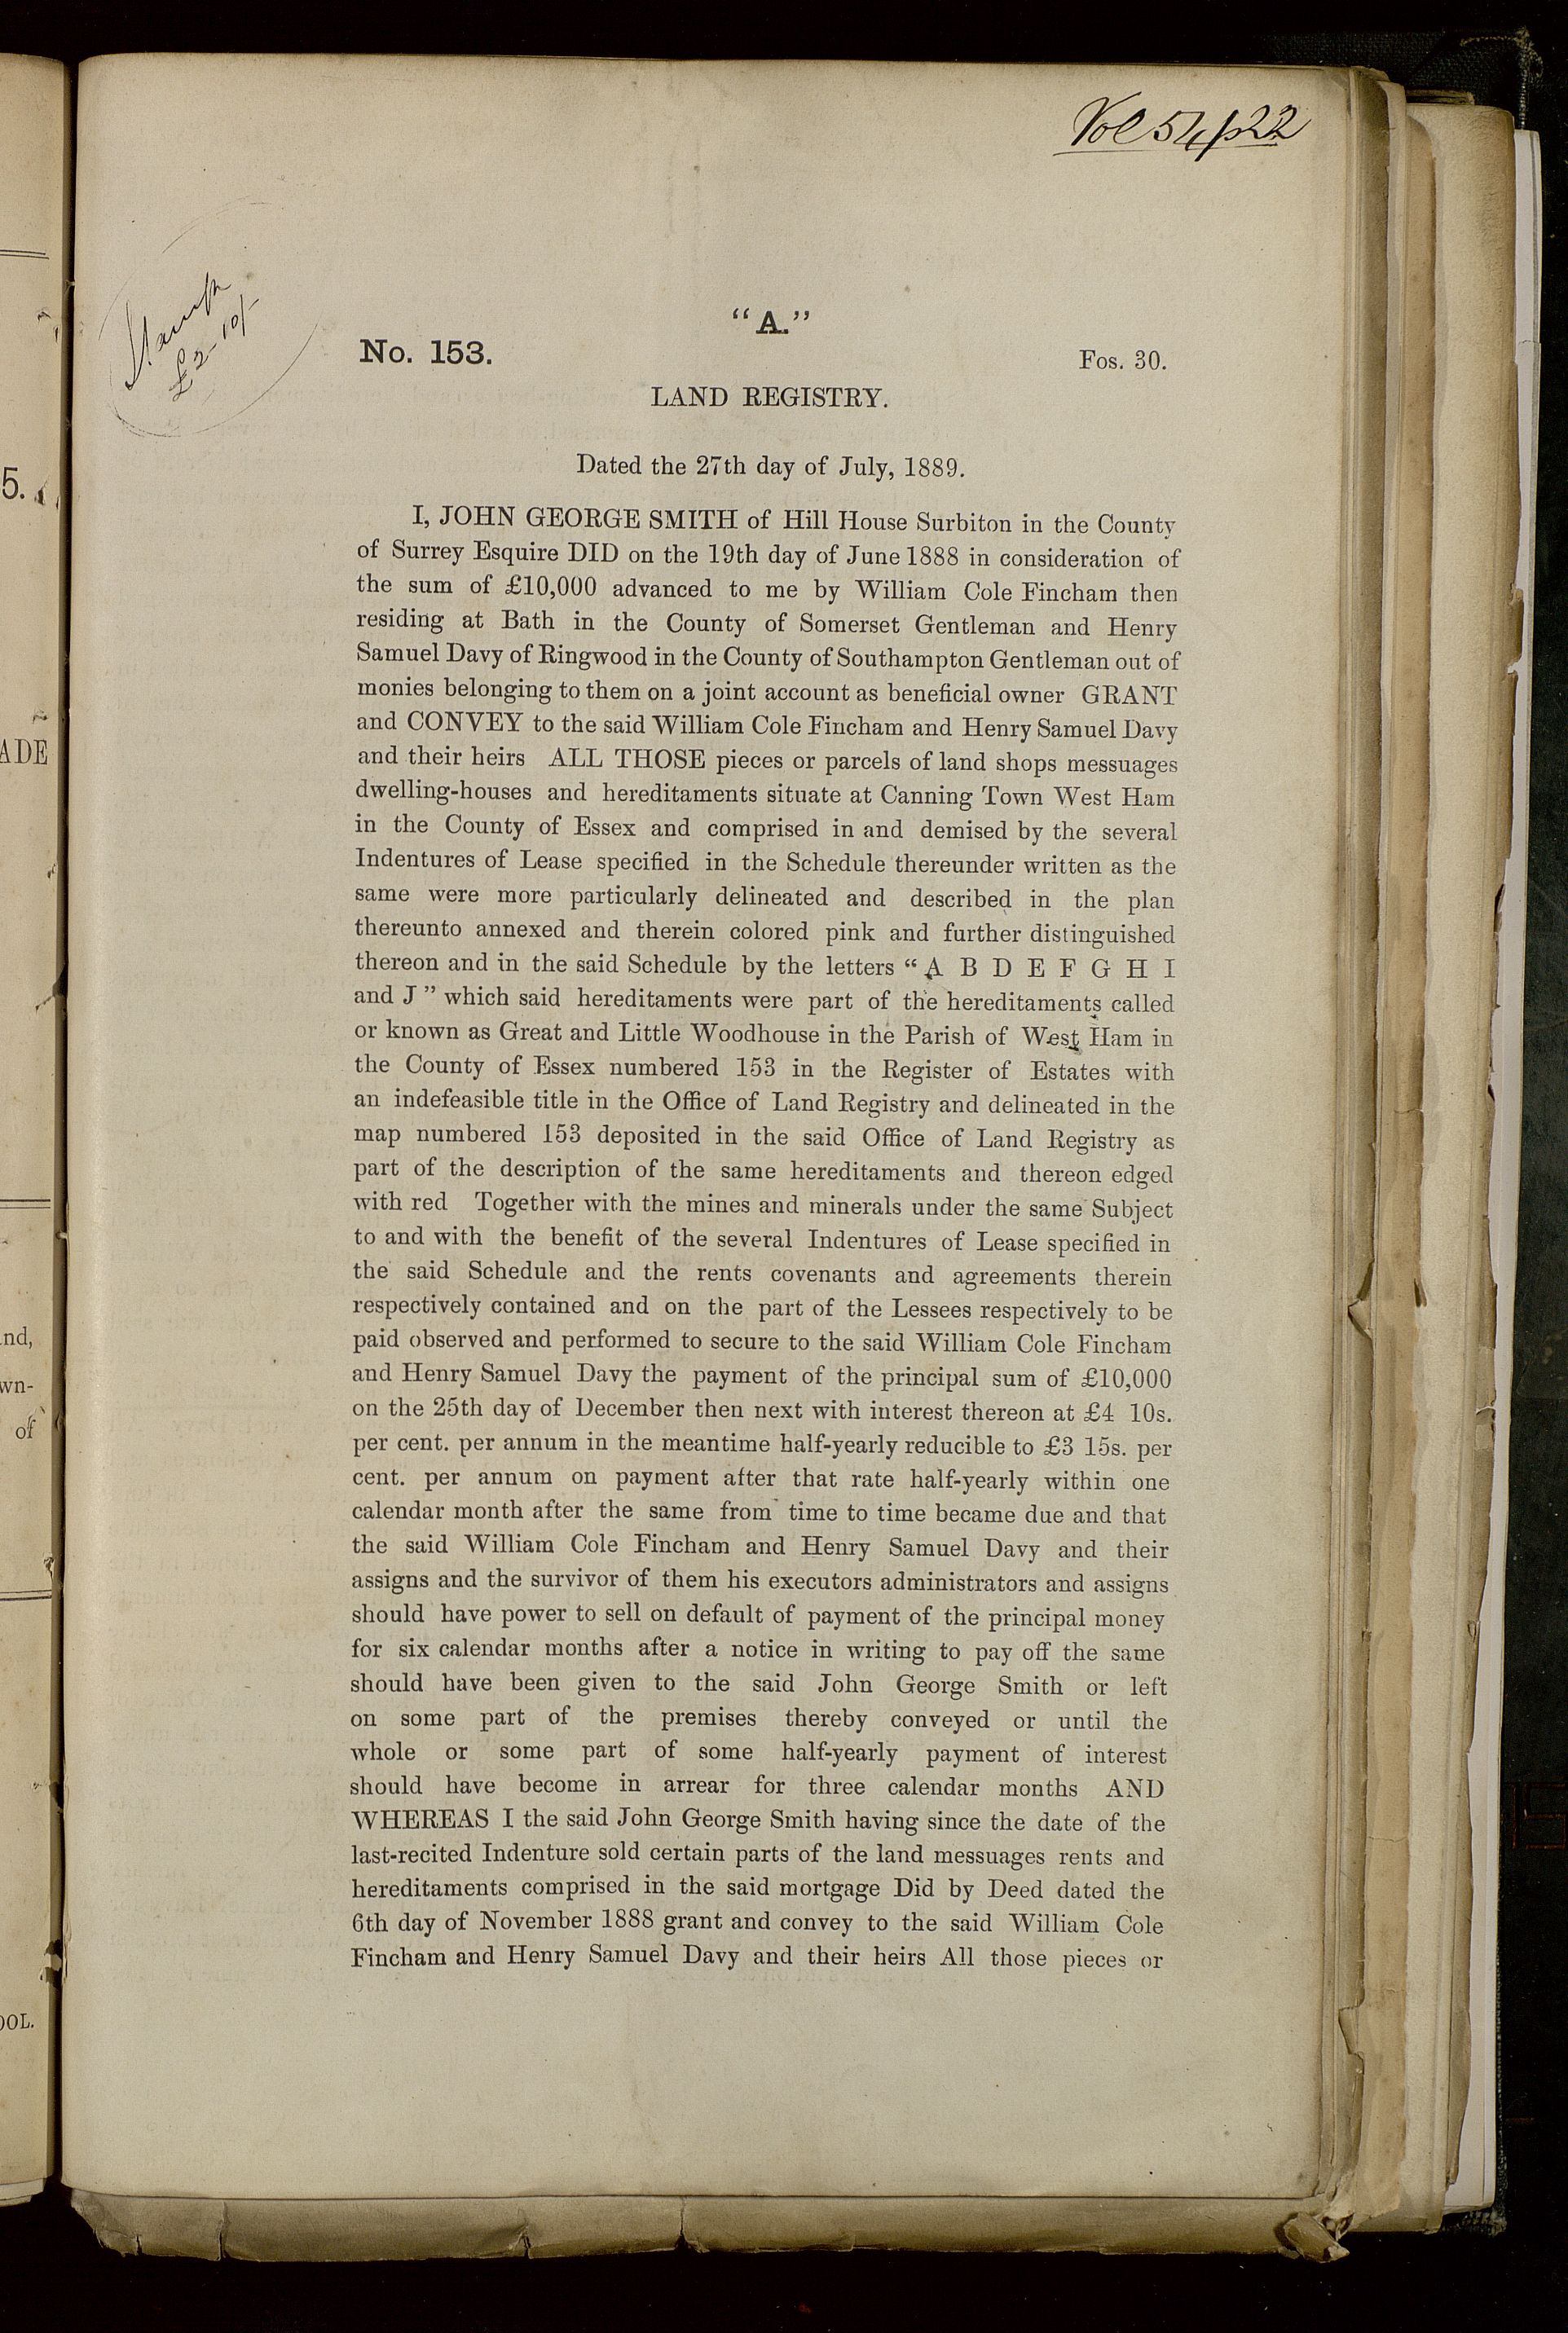 Vol 54 p22
Stamp
£2-10/-
"A."
No. 153.
Fos. 30.
LAND REGISTRY.
Dated the 27th day of July, 1889.
I, JOHN GEORGE SMITH of Hill House Surbiton in the County
of Surrey Esquire DID on the 19th day of June 1888 in consideration of
the sum of £10,000 advanced to me by William Cole Fincham then
residing at Bath in the County of Somerset Gentleman and Henry
Samuel Davy of Ringwood in the County of Southampton Gentleman out of
monies belonging to them on a joint account as beneficial owner GRANT
and CONVEY to the said William Cole Fincham and Henry Samuel Davy
and their heirs ALL THOSE pieces or parcels of land shops messuages
dwelling-houses and hereditaments situate at Canning Town West Ham
in the County of Essex and comprised in and demised by the several
Indentures of Lease specified in the Schedule thereunder written as the
same were more particularly delineated and described in the plan
thereunto annexed and therein colored pink and further distinguished
thereon and in the said Schedule by the letters "A B D E F G H I
and J" which said hereditaments were part of the hereditaments called
or known as Great and Little Woodhouse in the Parish of West Ham in
the County of Essex numbered 153 in the Register of Estates with
an indefeasible title in the Office of Land Registry and delineated in the
map numbered 153 deposited in the said Office of Land Registry as
part of the description of the same hereditaments and thereon edged
with red Together with the mines and minerals under the same Subject
to and with the benefit of the several Indentures of Lease specified in
the said Schedule and the rents covenants and agreements therein
respectively contained and on the part of the Lessees respectively to be
paid observed and performed to secure to the said William Cole Fincham
and Henry Samuel Davy the payment of the principal sum of £10,000
on the 25th day of December then next with interest thereon at £4 10s.
per cent. per annum in the meantime half-yearly reducible to £3 15s. per
cent. per annum on payment after that rate half-yearly within one
calendar month after the same from time to time became due and that
the said William Cole Fincham and Henry Samuel Davy and their
assigns and the survivor of them his executors administrators and assigns
should have power to sell on default of payment of the principal money
for six calendar months after a notice in writing to pay off the same
should have been given to the said John George Smith or left
on some part of the premises thereby conveyed or until the
whole or some part of some half-yearly payment of interest
should have become in arrear for three calendar months AND
WHEREAS I the said John George Smith having since the date of the
last-recited Indenture sold certain parts of the land messuages rents and
hereditaments comprised in the said mortgage Did by Deed dated the
6th day of November 1888 grant and convey to the said William Cole
Fincham and Henry Samuel Davy and their heirs All those pieces or
5.
ADE
nd,
wn-
of
OOL.